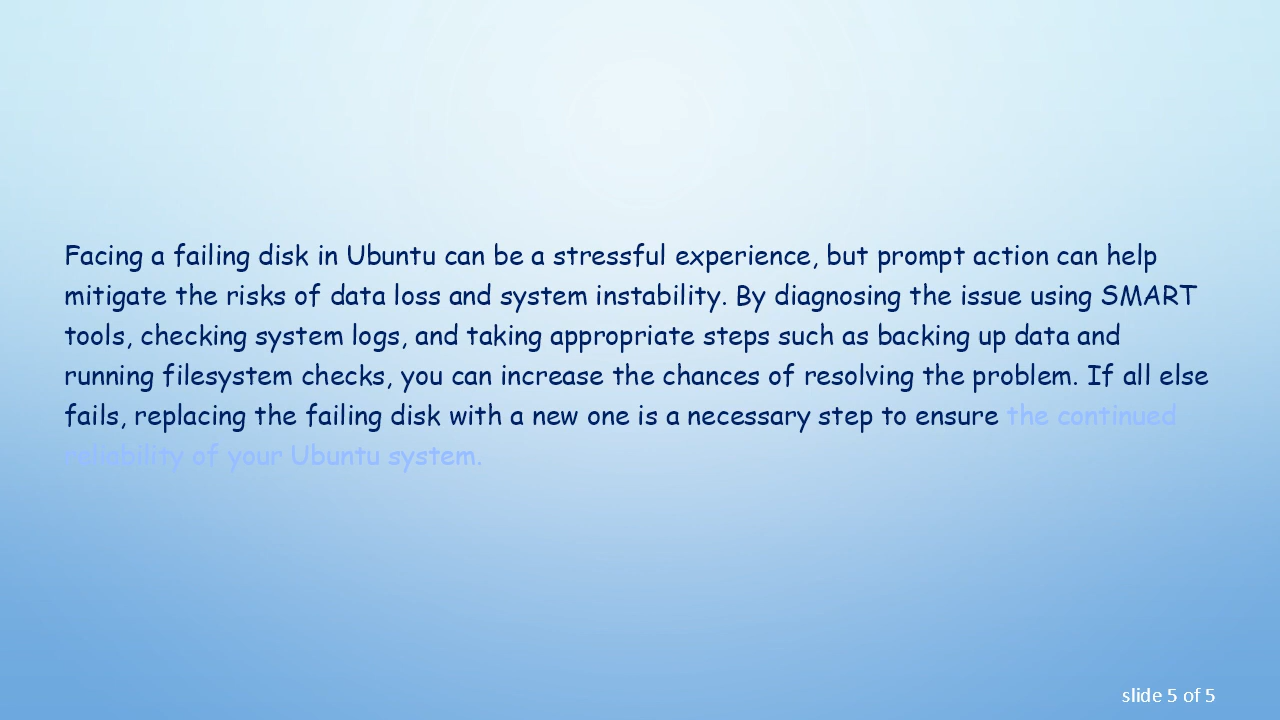 Facing a failing disk in Ubuntu can be a stressful experience, but prompt action can help
mitigate the risks of data loss and system instability. By diagnosing the issue using SMART
tools, checking system logs, and taking appropriate steps such as backing up data and
running filesystem checks, you can increase the chances of resolving the problem. If all else
fails, replacing the failing disk with a new one is a necessary step to ensure the continued
reliability of your Ubuntu system.
slide 5 of 5